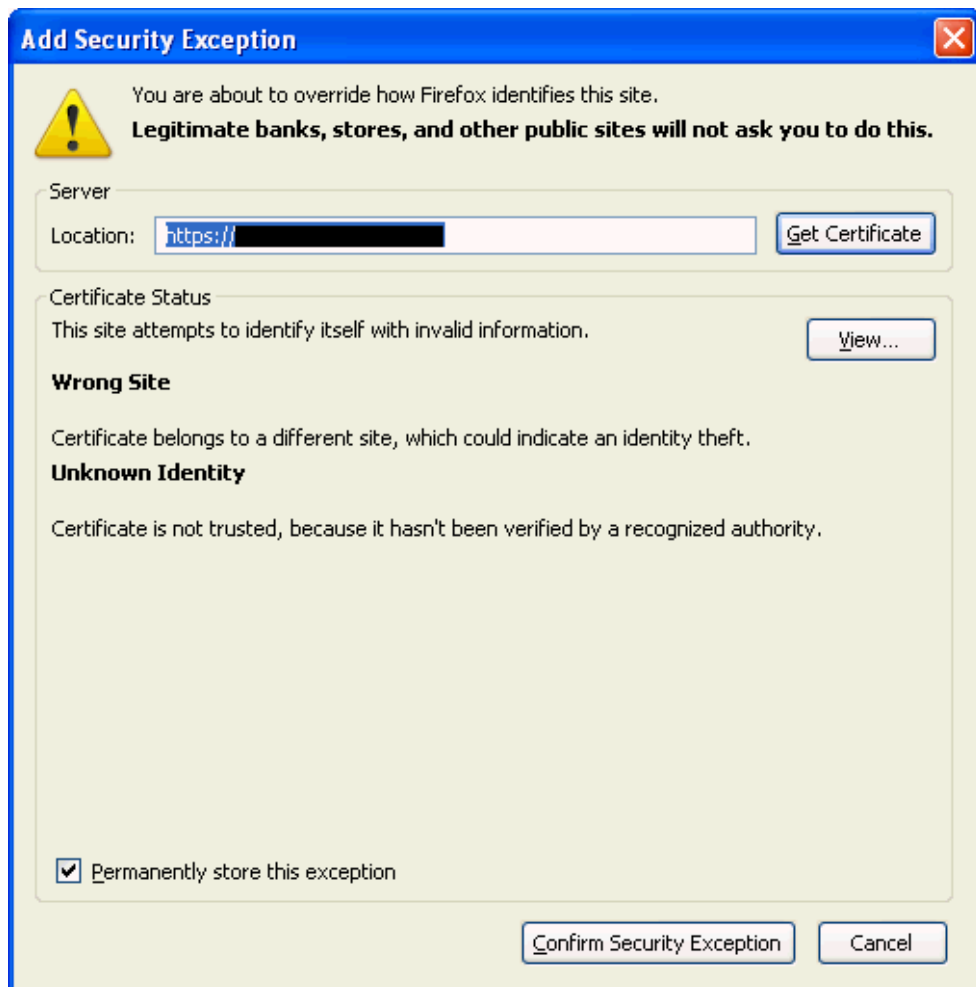 Add Security Exception
You are about to override how Firefox identifies this site.
Legitimate banks, stores, and other public sites will not ask you to do this.
Server
Location: https:// Get Certificate
Certificate Status
This site attempts to identify itself with invalid information.
View...
Wrong Site
Certificate belongs to a different site, which could indicate an identity theft.
Unknown Identity
Certificate is not trusted, because it hasn't been verified by a recognized authority.
Permanently store this exception
Confirm Security Exception Cancel